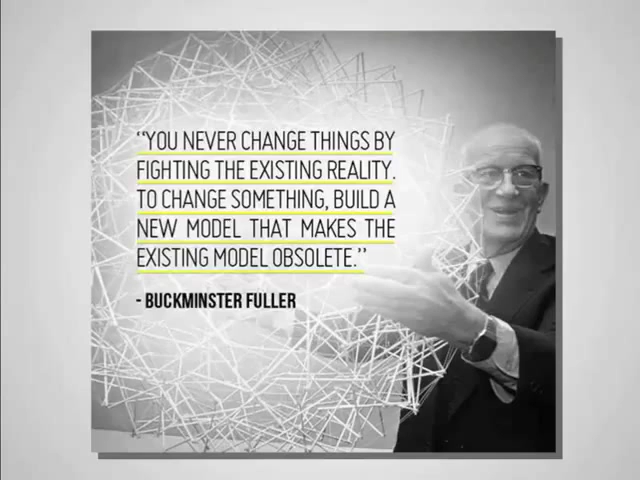 “YOU NEVER CHANGE THINGS BY
FIGHTING THE EXISTING REALITY.
TO CHANGE SOMETHING, BUILD A
NEW MODEL THAT MAKES THE
EXISTING MODEL OBSOLETE.”
- BUCKMINSTER FULLER